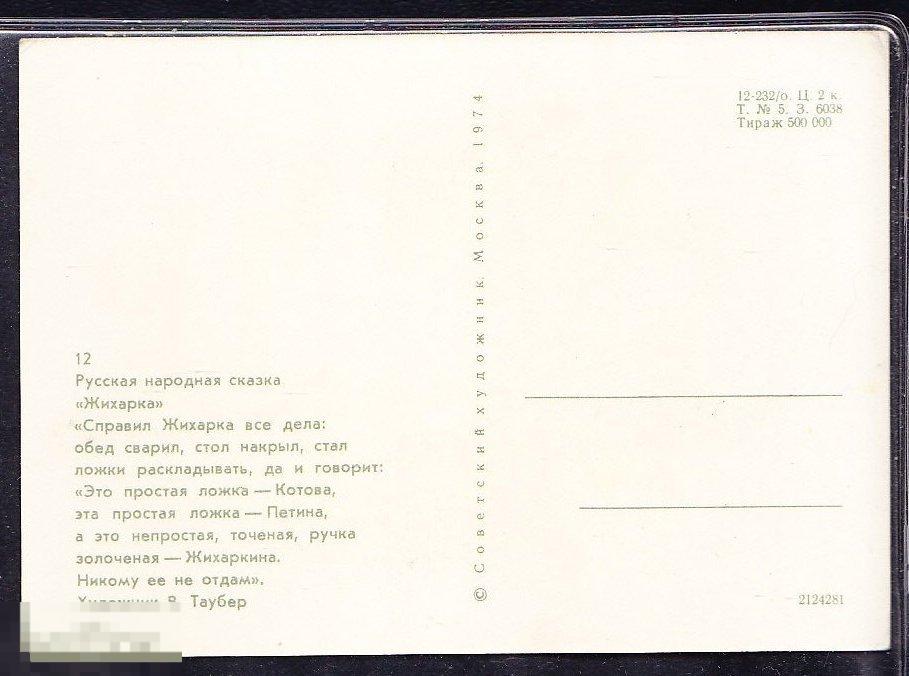 12-232/о. Ц. 2 к.
Т. № 5. З. 6038
Тираж 500 000
© Советский художник. Москва. 1974
12
Русская народная сказка
«Жихарка»
«Справил Жихарка все дела:
обед сварил, стол накрыл, стал
ложки раскладывать, да и говорит:
«Это простая ложка — Котова,
эта простая ложка — Петина,
а это непростая, точеная, ручка
золоченая — Жихаркина.
Никому ее не отдам».
Художник В. Таубер
2124281